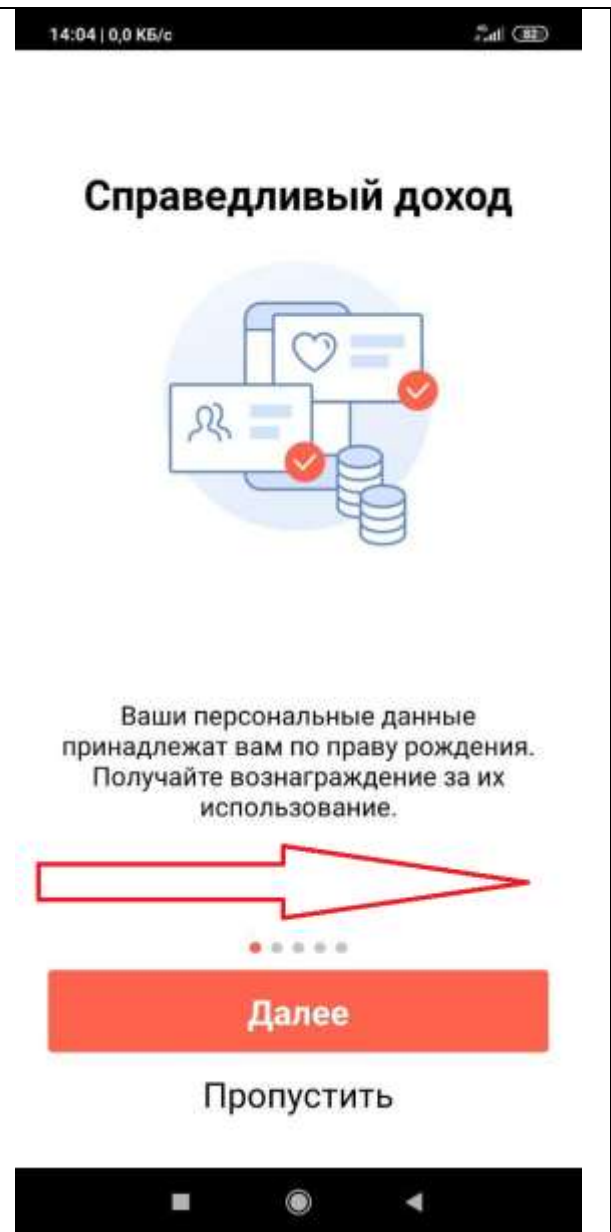 14:04 | 0,0 КБ/с
82
Справедливый доход
Ваши персональные данные
принадлежат вам по праву рождения.
Получайте вознаграждение за их
использование.
Далее
Пропустить